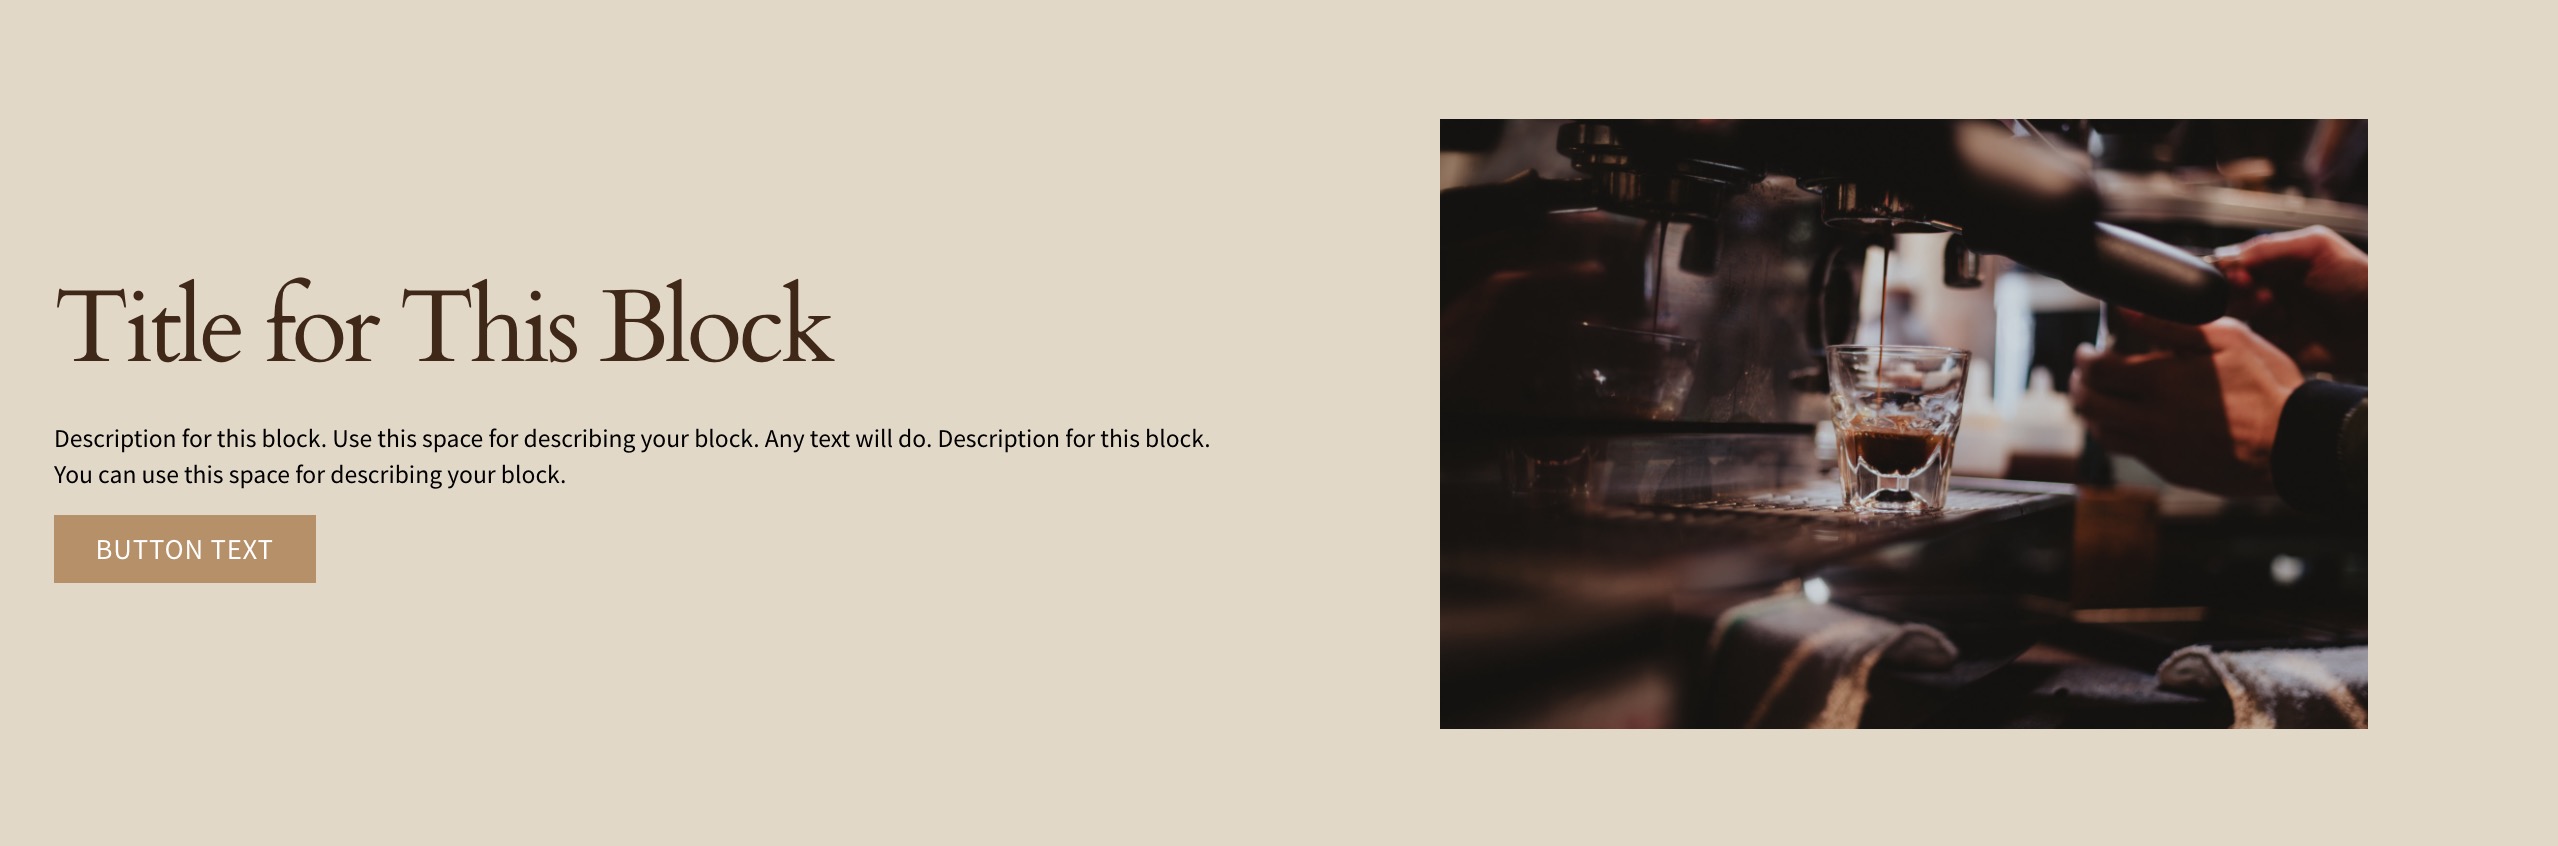 Title for This Block
Description for this block. Use this space for describing your block. Any text will do. Description for this block.
You can use this space for describing your block.
BUTTON TEXT